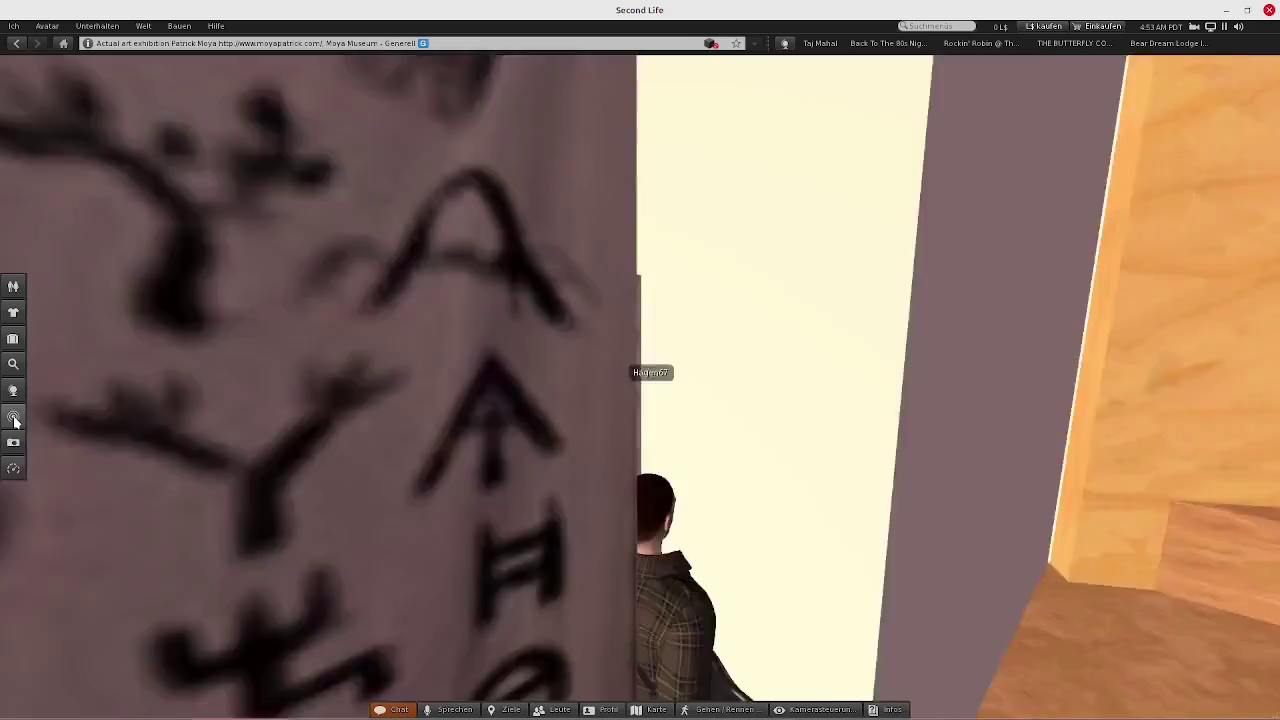 Second Life
Ich Avatar Unterhalten Welt Bauen Hilfe Suchmenüs 0 L$ L$ kaufen Einkaufen 4:53 AM PDT
Actual art exhibition Patrick Moya http://www.moyapatrick.com/, Moya Museum - Generell G Taj Mahal Back To The 80s Nig... Rockin' Robin @ Th... THE BUTTERFLY CO... Bear Dream Lodge I...
Hagen67
Chat Sprechen Ziele Leute Profil Karte Gehen / Rennen ... Kamerasteuerun... Infos